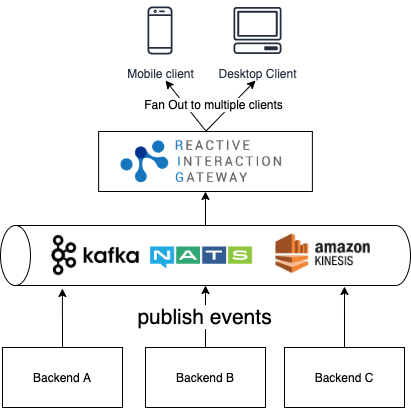 Mobile client
Desktop Client
Fan Out to multiple clients
REACTIVE
INTERACTION
GATEWAY
kafka
NATS
amazon
KINESIS
publish events
Backend A
Backend B
Backend C